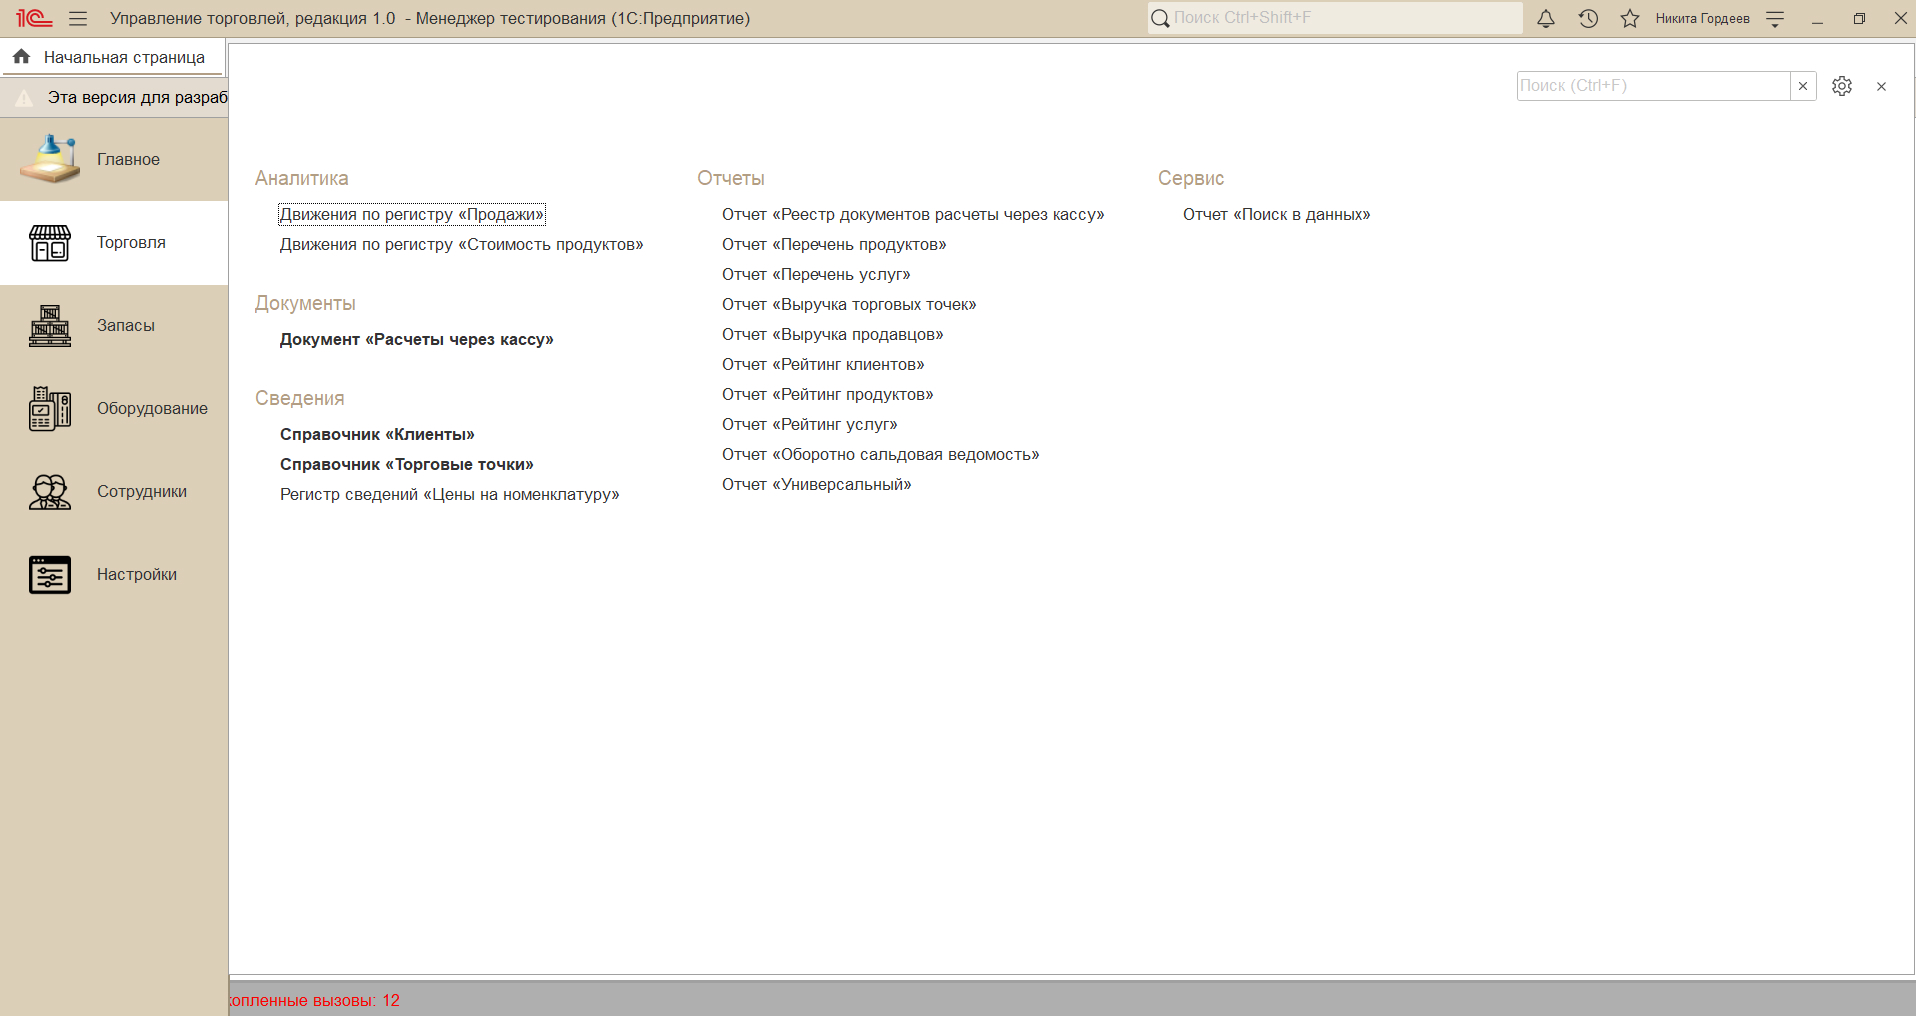 1С Управление торговлей, редакция 1.0 - Менеджер тестирования (1С:Предприятие)
Поиск Ctrl+Shift+F
Никита Гордеев
Начальная страница
Эта версия для разраб
Поиск (Ctrl+F)
Главное
Торговля
Запасы
Оборудование
Сотрудники
Настройки
Аналитика
Движения по регистру «Продажи»
Движения по регистру «Стоимость продуктов»
Документы
Документ «Расчеты через кассу»
Сведения
Справочник «Клиенты»
Справочник «Торговые точки»
Регистр сведений «Цены на номенклатуру»
Отчеты
Отчет «Реестр документов расчеты через кассу»
Отчет «Перечень продуктов»
Отчет «Перечень услуг»
Отчет «Выручка торговых точек»
Отчет «Выручка продавцов»
Отчет «Рейтинг клиентов»
Отчет «Рейтинг продуктов»
Отчет «Рейтинг услуг»
Отчет «Оборотно сальдовая ведомость»
Отчет «Универсальный»
Сервис
Отчет «Поиск в данных»
копленные вызовы: 12